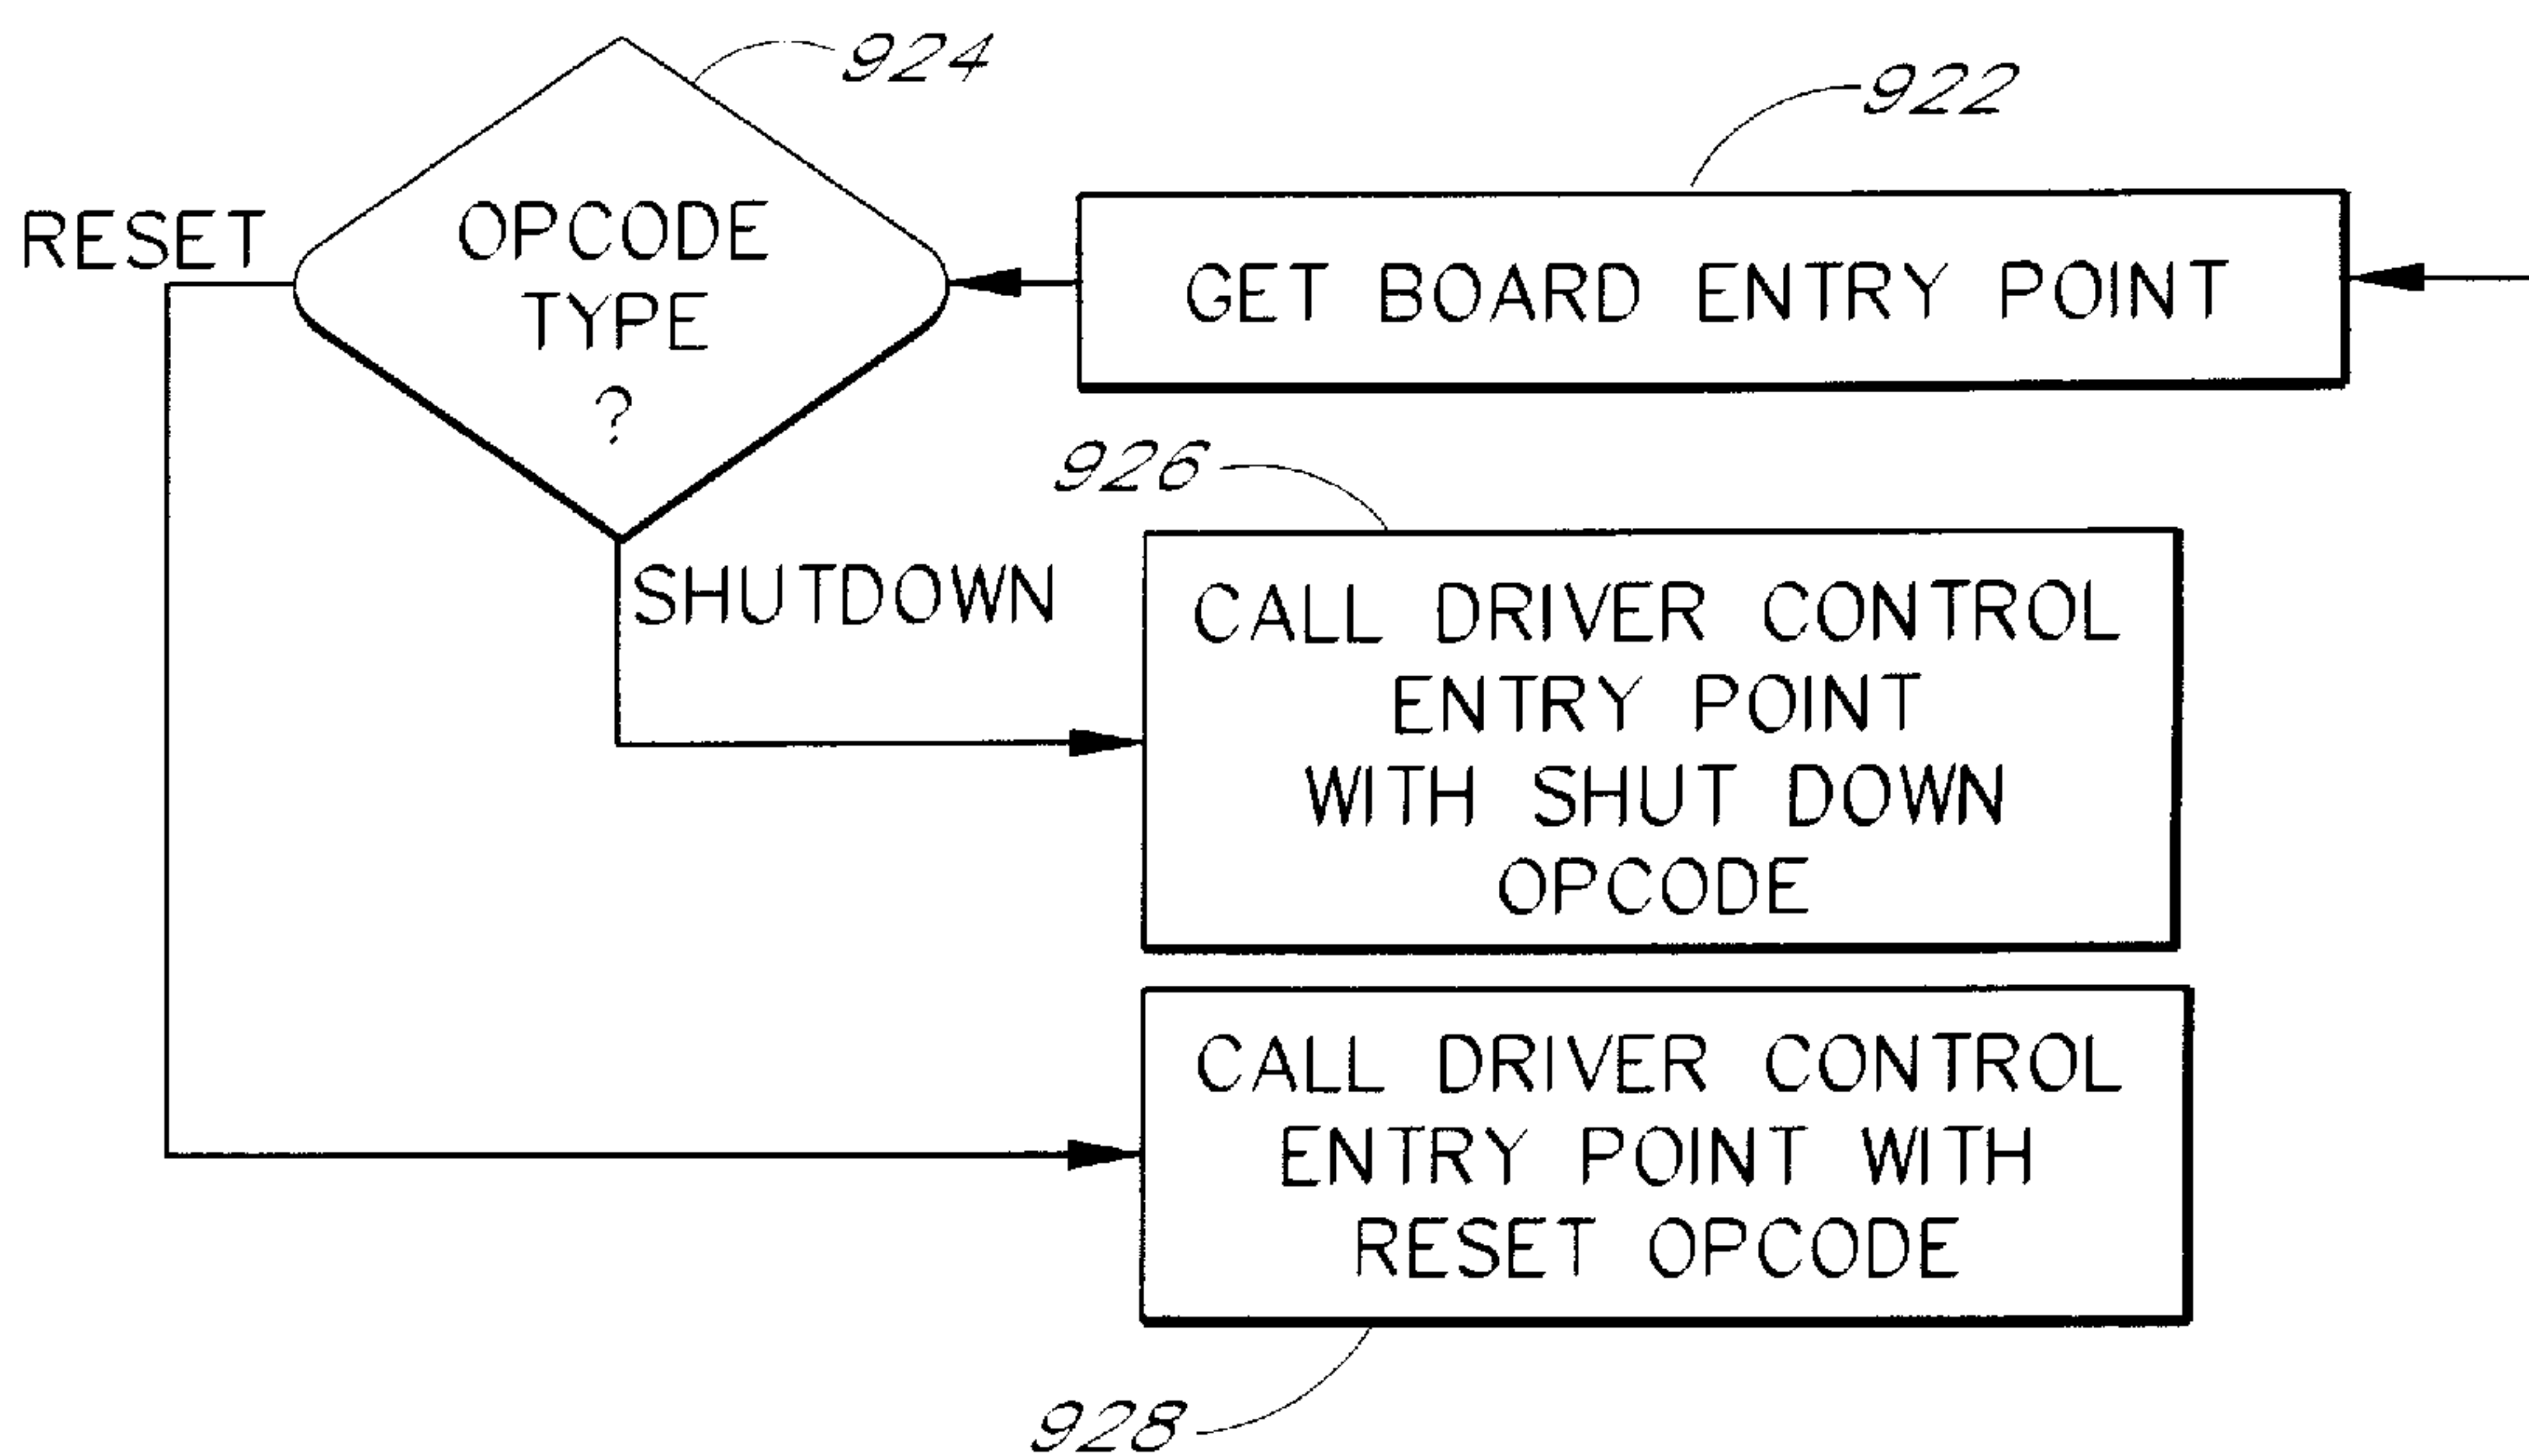 924
922
RESET
OPCODE
TYPE
?
GET BOARD ENTRY POINT
926
SHUTDOWN
CALL DRIVER CONTROL
ENTRY POINT
WITH SHUT DOWN
OPCODE
CALL DRIVER CONTROL
ENTRY POINT WITH
RESET OPCODE
928